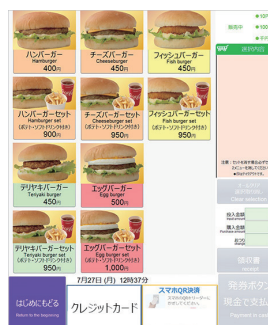 販売中
選択内容
ハンバーガー
Hamburger
400円
チーズバーガー
Cheeseburger
450円
フィッシュバーガー
Fish burger
450円
ハンバーガーセット
Hamburger set
(ポテト・ソフトドリンク付き)
900円
チーズバーガーセット
Cheeseburger set
(ポテト・ソフトドリンク付き)
950円
フィッシュバーガーセット
Fish burger set
(ポテト・ソフトドリンク付き)
950円
テリヤキバーガー
Teriyaki burger
450円
エッグバーガー
Egg burger
500円
Clear selection
投入金額
購入金額
Purchase amount
テリヤキバーガーセット
Teriyaki burger set
(ポテト・ソフトドリンク付き)
950円
エッグバーガーセット
Egg burger set
(ポテト・ソフトドリンク付き)
1,000円
領収書
7月27日 (月) 12時37分
はじめにもどる
Return to the beginning
クレジットカード
スマホQR決済
発券ボタン
現金で支払